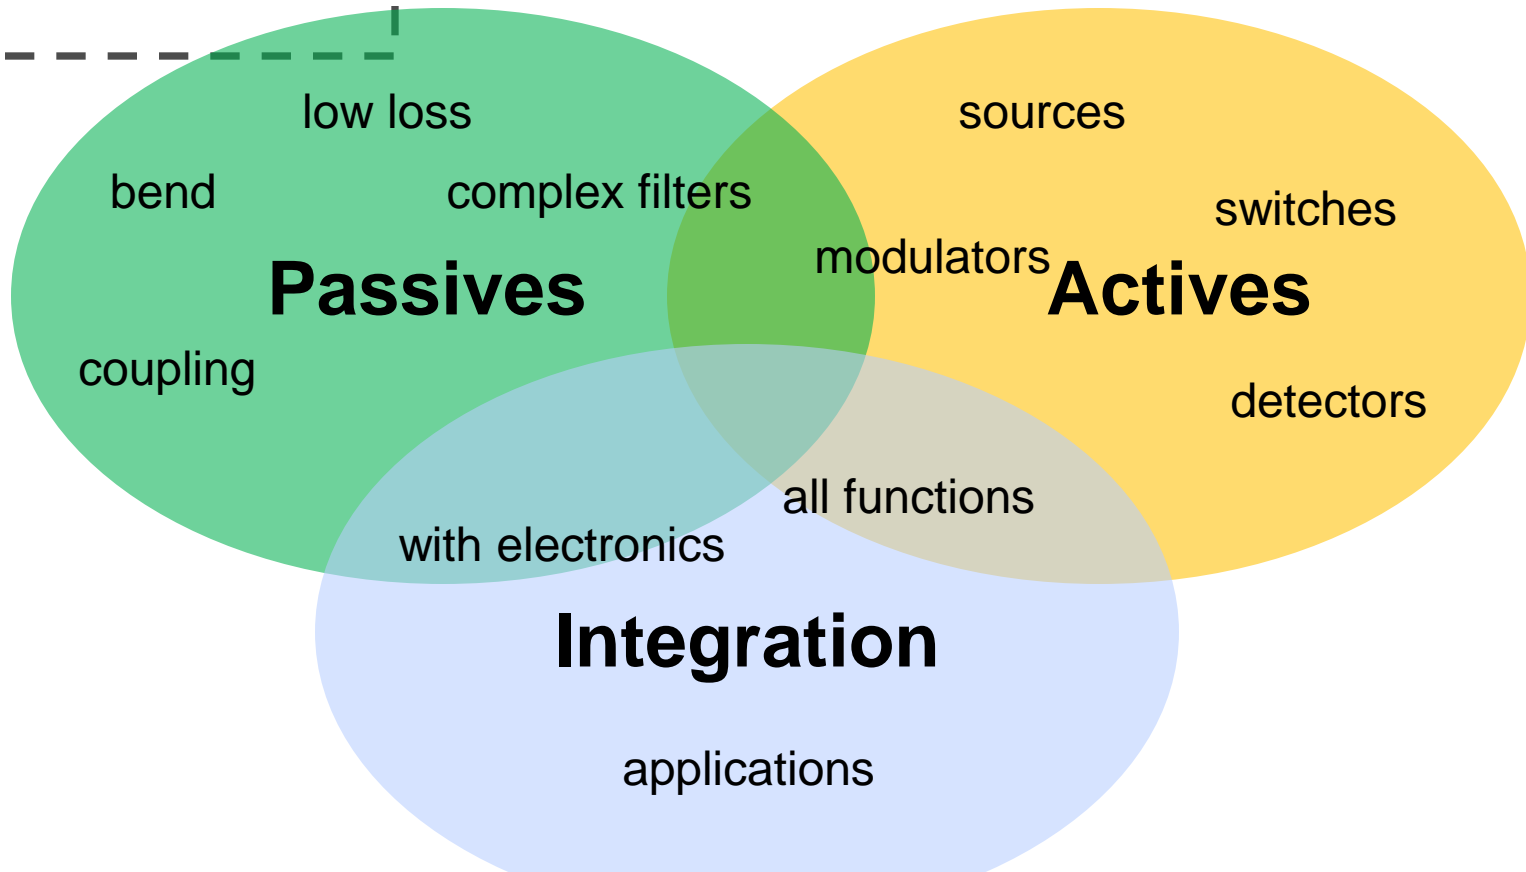 low loss
sources
bend
complex filters
switches
modulators
Passives
Actives
coupling
detectors
all functions
with electronics
Integration
applications